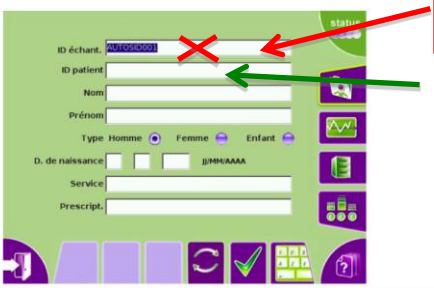 status
ID échant. AUTOSID001
ID patient
Nom
Prénom
Type Homme Femme Enfant
D. de naissance JJ/MM/AAAA
Service
Prescript.
?